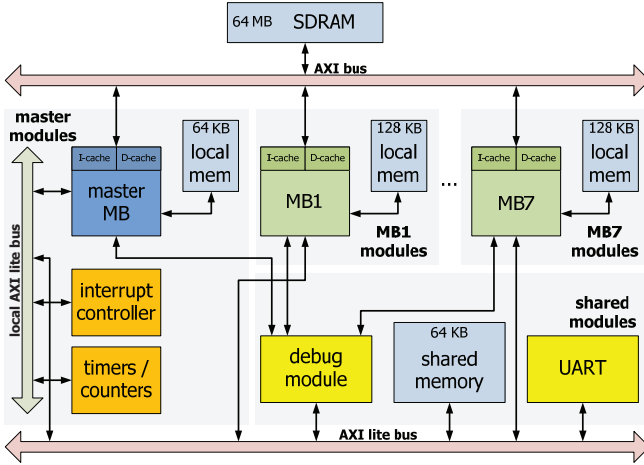 64 MB SDRAM
AXI bus
master
modules
64 KB
local
mem
I-cache D-cache
master
MB
local AXI lite bus
interrupt
controller
timers /
counters
I-cache D-cache
MB1
128 KB
local
mem
MB1
modules
...
I-cache D-cache
MB7
128 KB
local
mem
MB7
modules
shared
modules
debug
module
64 KB
shared
memory
UART
AXI lite bus